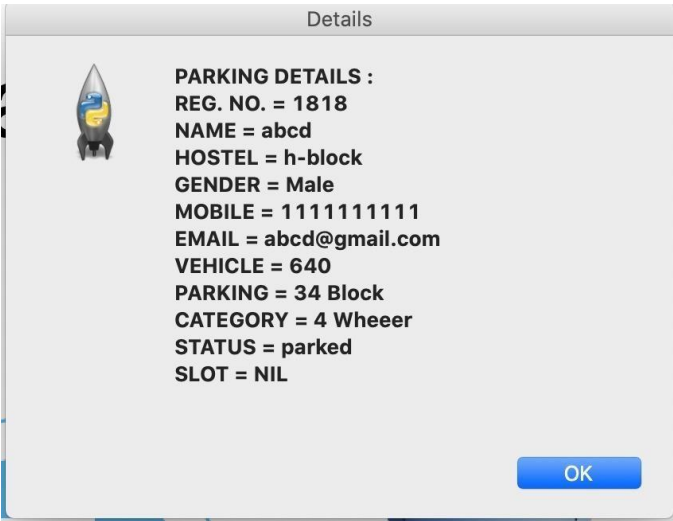 Details
PARKING DETAILS :
REG. NO. = 1818
NAME = abcd
HOSTEL = h-block
GENDER = Male
MOBILE = 1111111111
EMAIL = abcd@gmail.com
VEHICLE = 640
PARKING = 34 Block
CATEGORY = 4 Wheeer
STATUS = parked
SLOT = NIL
OK